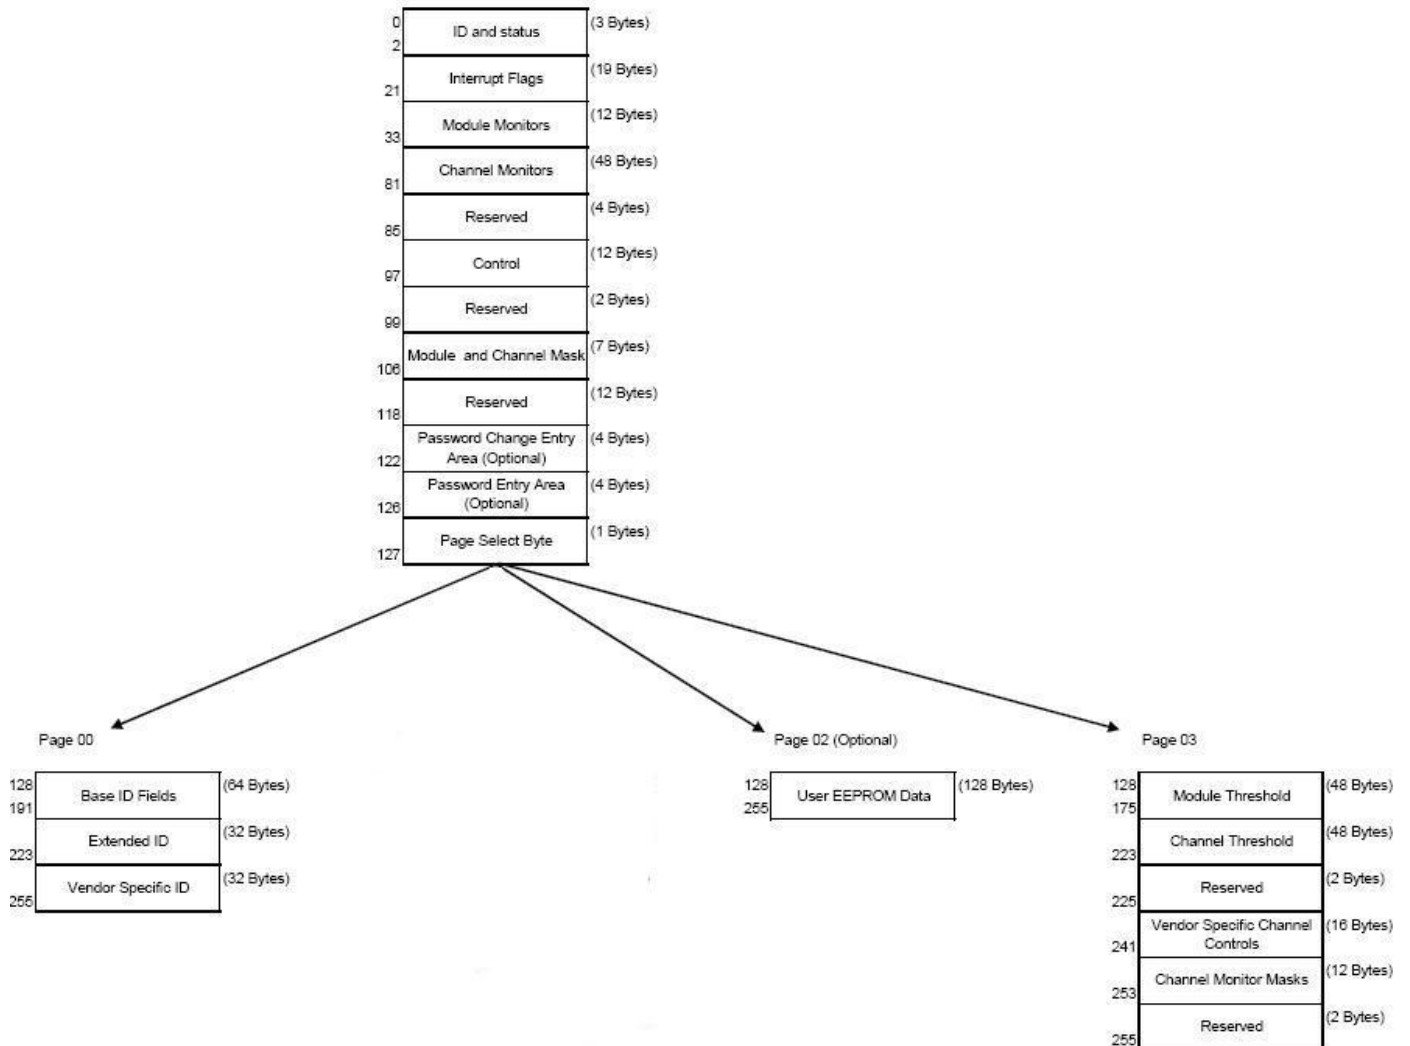 0
ID and status
(3 Bytes)
2
Interrupt Flags
(19 Bytes)
21
Module Monitors
(12 Bytes)
33
Channel Monitors
(48 Bytes)
81
Reserved
(4 Bytes)
85
Control
(12 Bytes)
97
Reserved
(2 Bytes)
99
Module and Channel Mask
(7 Bytes)
106
Reserved
(12 Bytes)
118
Password Change Entry
Area (Optional)
(4 Bytes)
122
Password Entry Area
(Optional)
(4 Bytes)
126
Page Select Byte
(1 Bytes)
127
Page 00
128
Base ID Fields
(64 Bytes)
191
Extended ID
(32 Bytes)
223
Vendor Specific ID
(32 Bytes)
255
Page 02 (Optional)
128
User EEPROM Data
(128 Bytes)
255
Page 03
128
Module Threshold
(48 Bytes)
175
Channel Threshold
(48 Bytes)
223
Reserved
(2 Bytes)
225
Vendor Specific Channel
Controls
(16 Bytes)
241
Channel Monitor Masks
(12 Bytes)
253
Reserved
(2 Bytes)
255